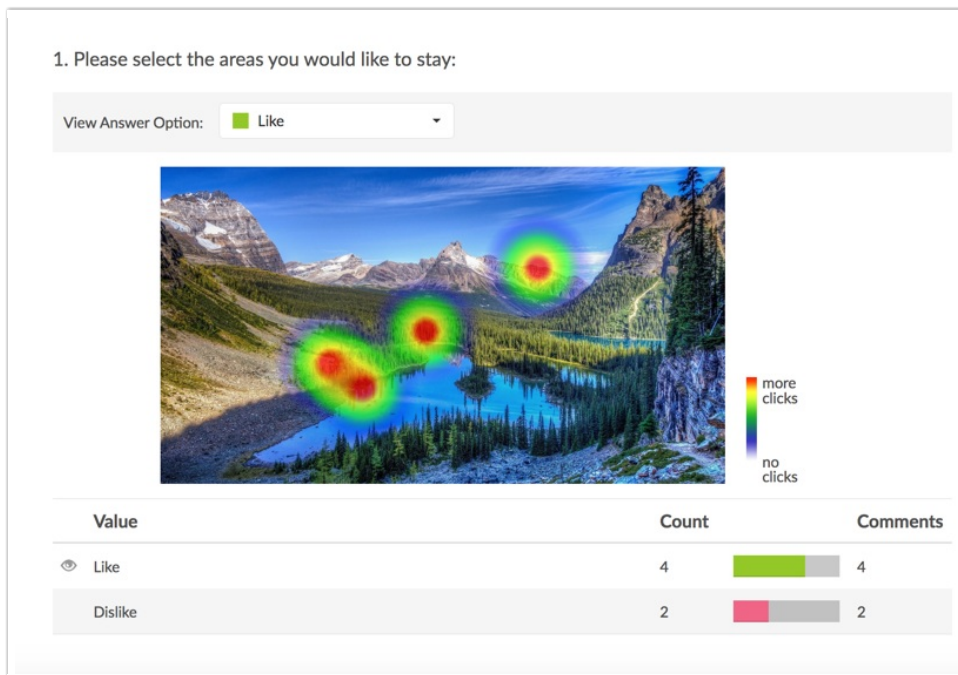 1. Please select the areas you would like to stay:
View Answer Option: Like
more
clicks
no
clicks
Value Count Comments
Like 4 4
Dislike 2 2